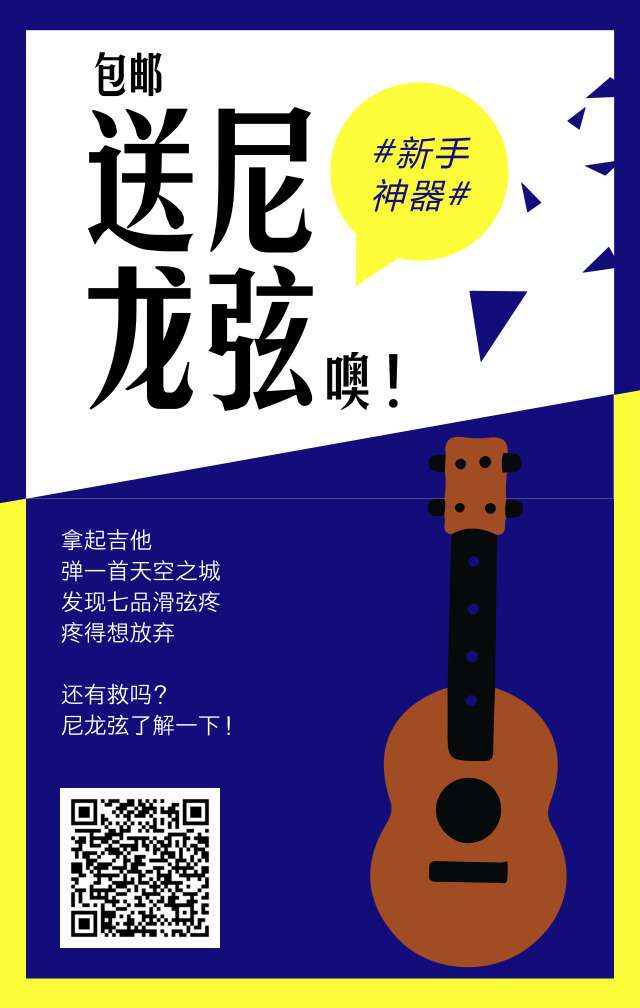 包邮
送尼
龙弦噢！
#新手
神器#
拿起吉他
弹一首天空之城
发现七品滑弦疼
疼得想放弃
还有救吗？
尼龙弦了解一下！